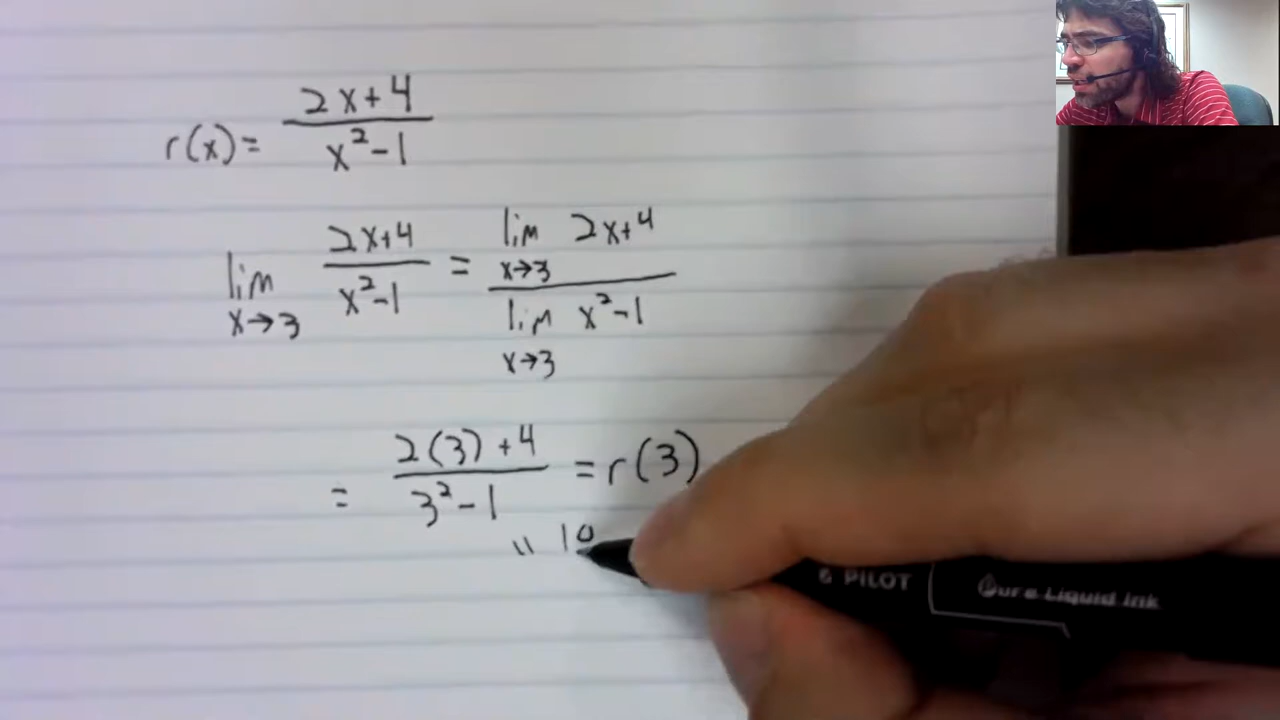 r(x) = 2x+4 / x²-1
lim x→3 2x+4 / x²-1 = lim x→3 2x+4 / lim x→3 x²-1
= 2(3)+4 / 3²-1 = r(3)
" 10
PILOT
Pure Liquid Ink